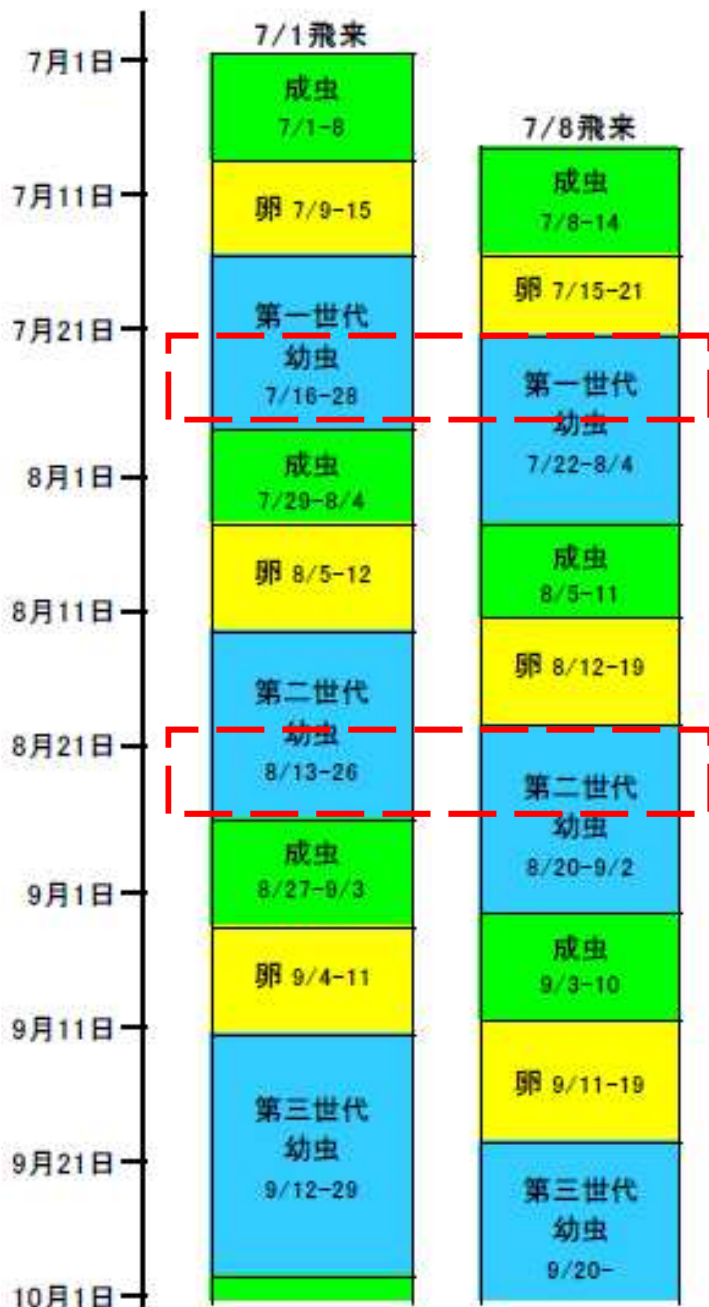 7月1日
7月11日
7月21日
8月1日
8月11日
8月21日
9月1日
9月11日
9月21日
10月1日
7/1飛来
成虫
7/1-8
卵 7/9-15
第一世代
幼虫
7/16-28
成虫
7/29-8/4
卵 8/5-12
第二世代
幼虫
8/13-26
成虫
8/27-9/3
卵 9/4-11
第三世代
幼虫
9/12-29
7/8飛来
成虫
7/8-14
卵 7/15-21
第一世代
幼虫
7/22-8/4
成虫
8/5-11
卵 8/12-19
第二世代
幼虫
8/20-9/2
成虫
9/3-10
卵 9/11-19
第三世代
幼虫
9/20-